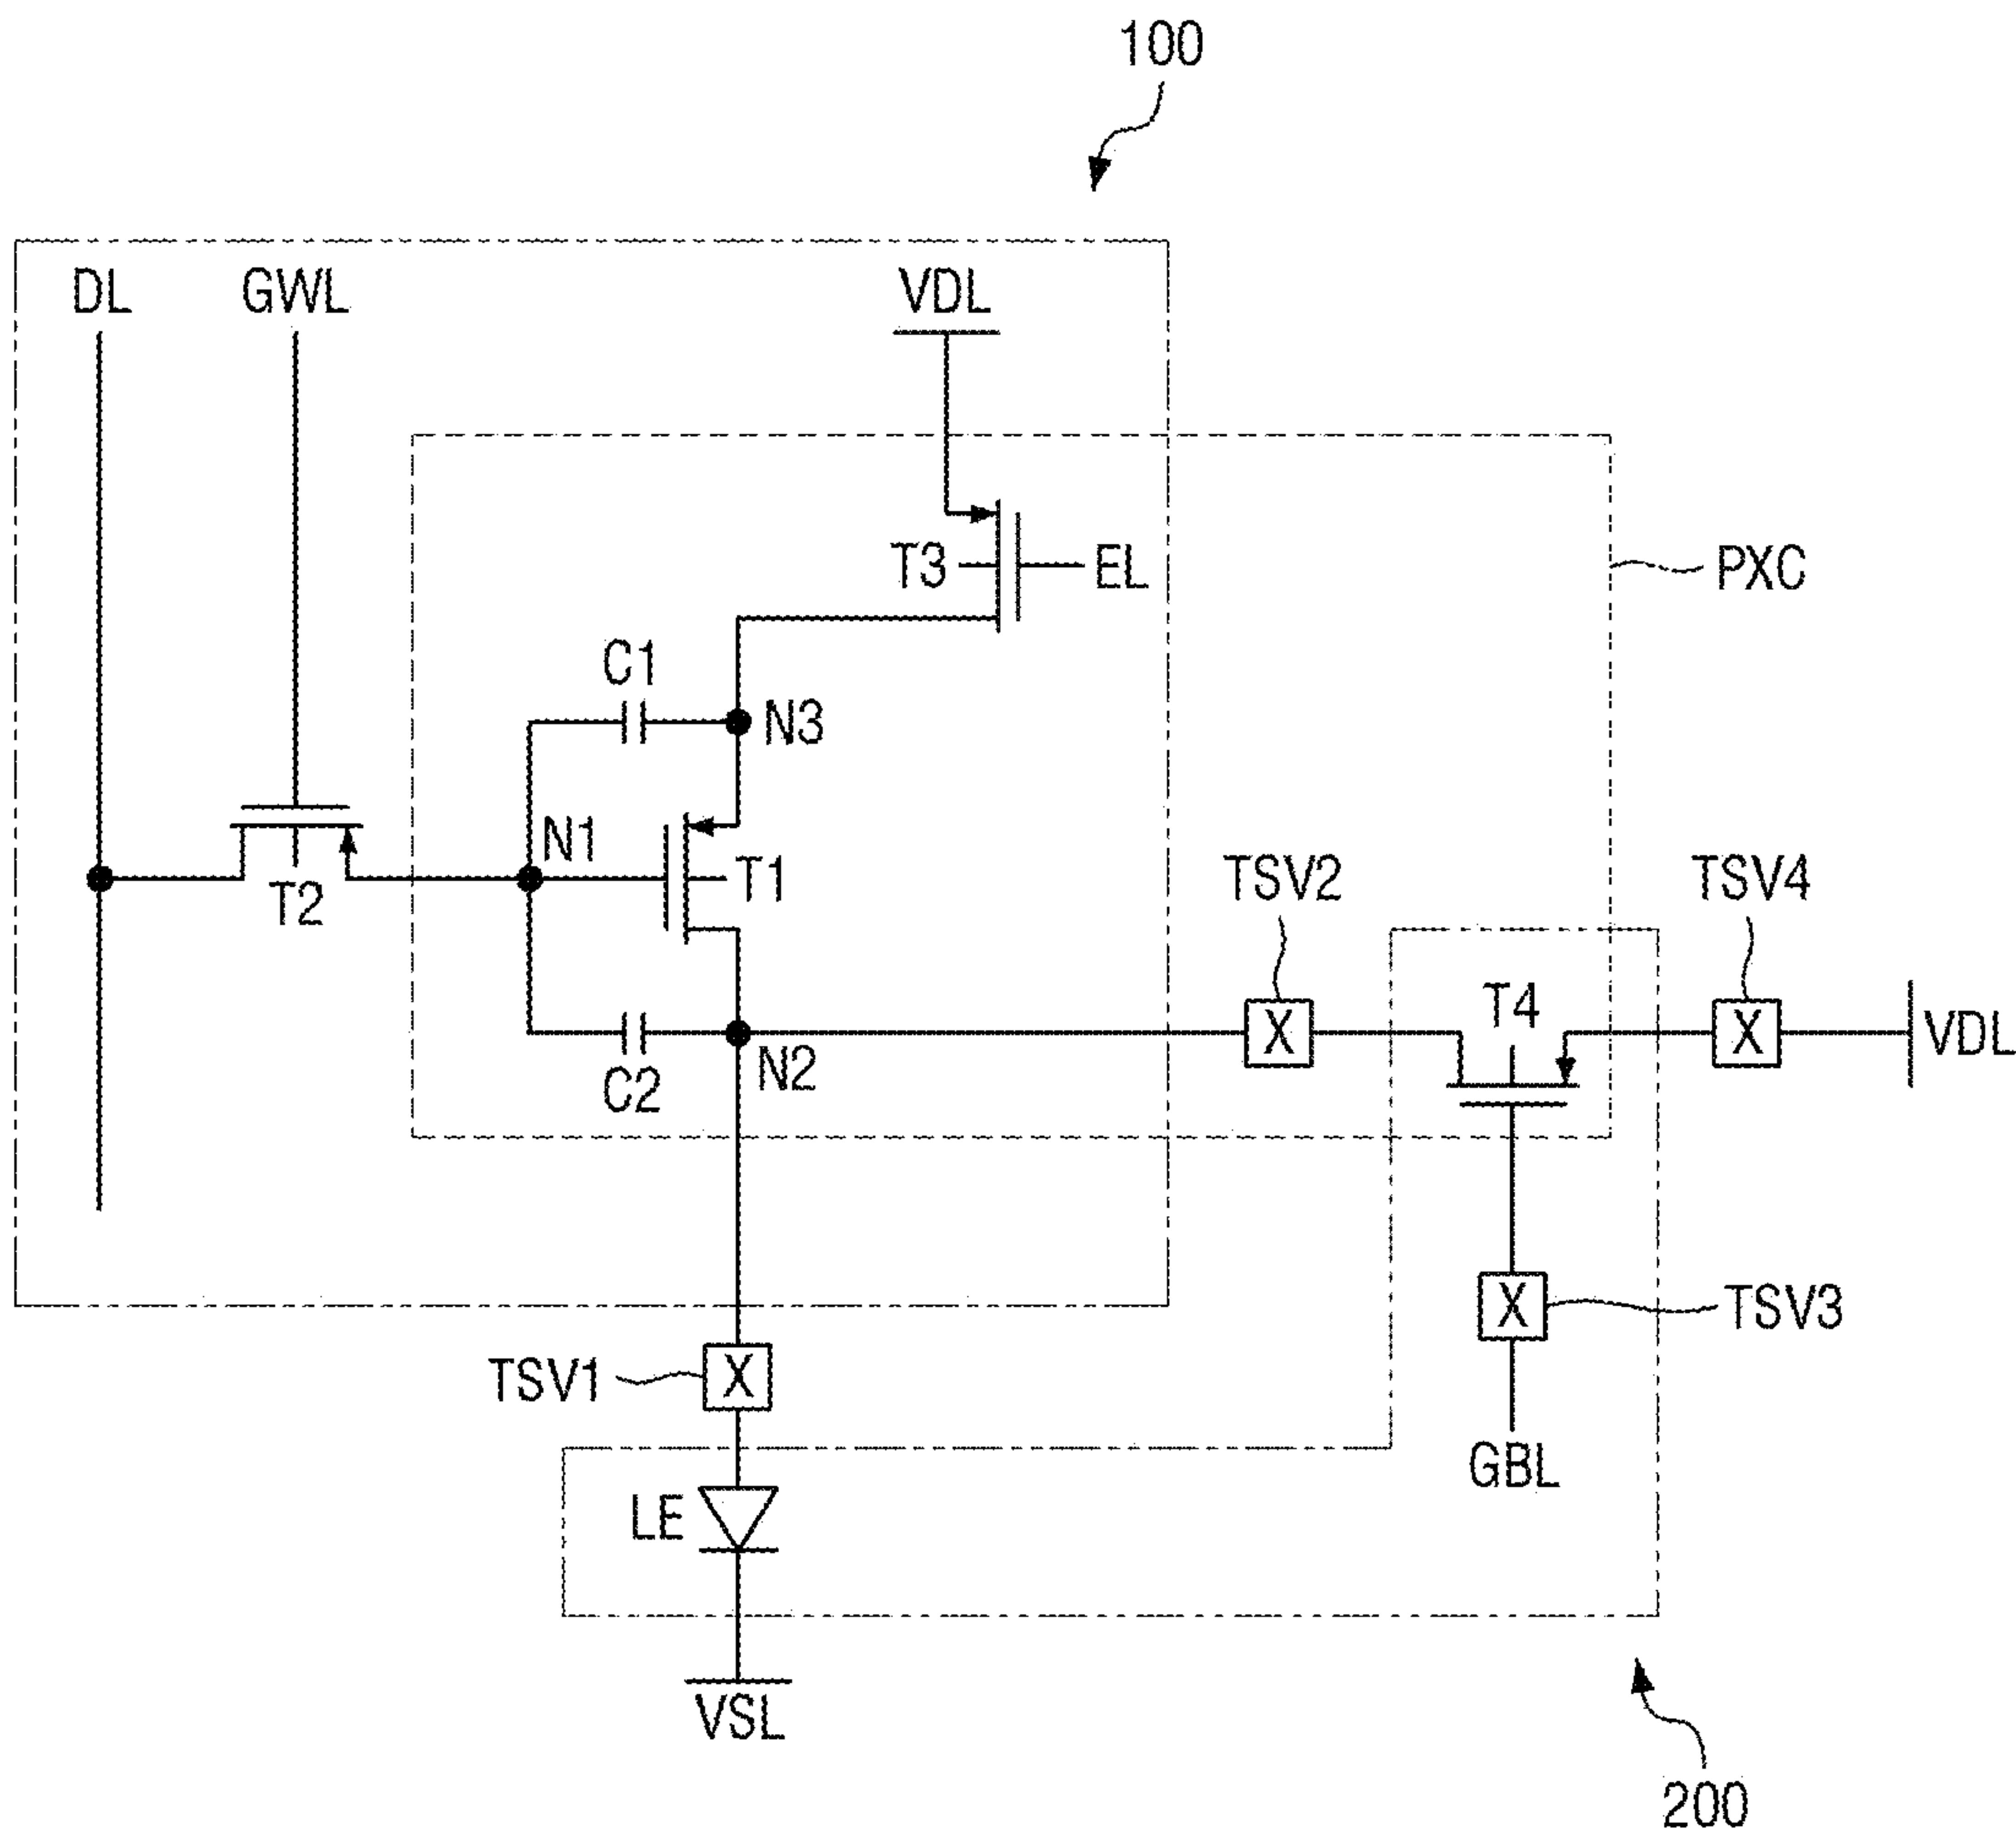 100
DL GWL VDL
T3 EL PXC
C1
N3
N1
T1
T2
TSV2 TSV4
T4
X X VDL
N2
C2
X TSV3
TSV1 X
GBL
LE
VSL
200